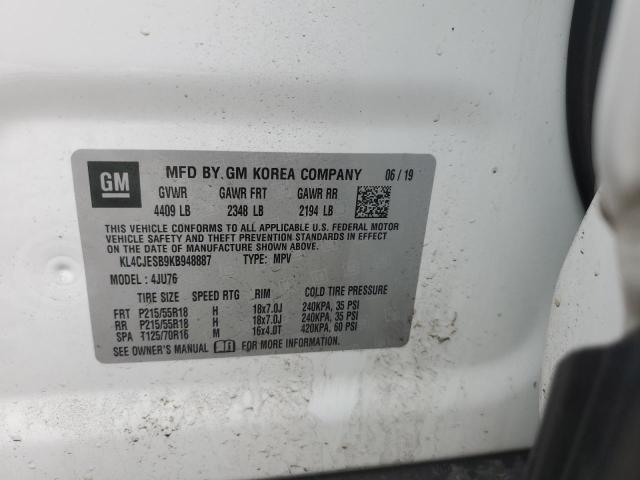 GM
MFD BY GM KOREA COMPANY 06/19
GVWR GAWR FRT GAWR RR
4409 LB 2348 LB 2194 LB
THIS VEHICLE CONFORMS TO ALL APPLICABLE U.S. FEDERAL MOTOR
VEHICLE SAFETY AND THEFT PREVENTION STANDARDS IN EFFECT
ON THE DATE OF MANUFACTURE SHOWN ABOVE.
KL4CJESB9KB948887 TYPE: MPV
MODEL: 4JU76
TIRE SIZE SPEED RTG RIM COLD TIRE PRESSURE
FRT P215/55R18 H 18x7.0J 240KPA, 35 PSI
RR P215/55R18 H 18x7.0J 240KPA, 35 PSI
SPA T125/70R16 M 16x4.0T 420KPA, 60 PSI
SEE OWNER'S MANUAL FOR MORE INFORMATION.